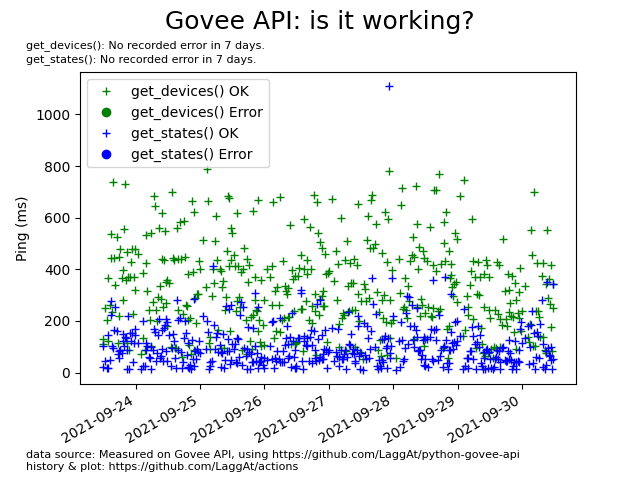 Govee API: is it working?
get_devices(): No recorded error in 7 days.
get_states(): No recorded error in 7 days.
get_devices() OK
get_devices() Error
get_states() OK
get_states() Error
Ping (ms)
1000
800
600
400
200
0
2021-09-24
2021-09-25
2021-09-26
2021-09-27
2021-09-28
2021-09-29
2021-09-30
data source: Measured on Govee API, using https://github.com/LaggAt/python-govee-api
history & plot: https://github.com/LaggAt/actions